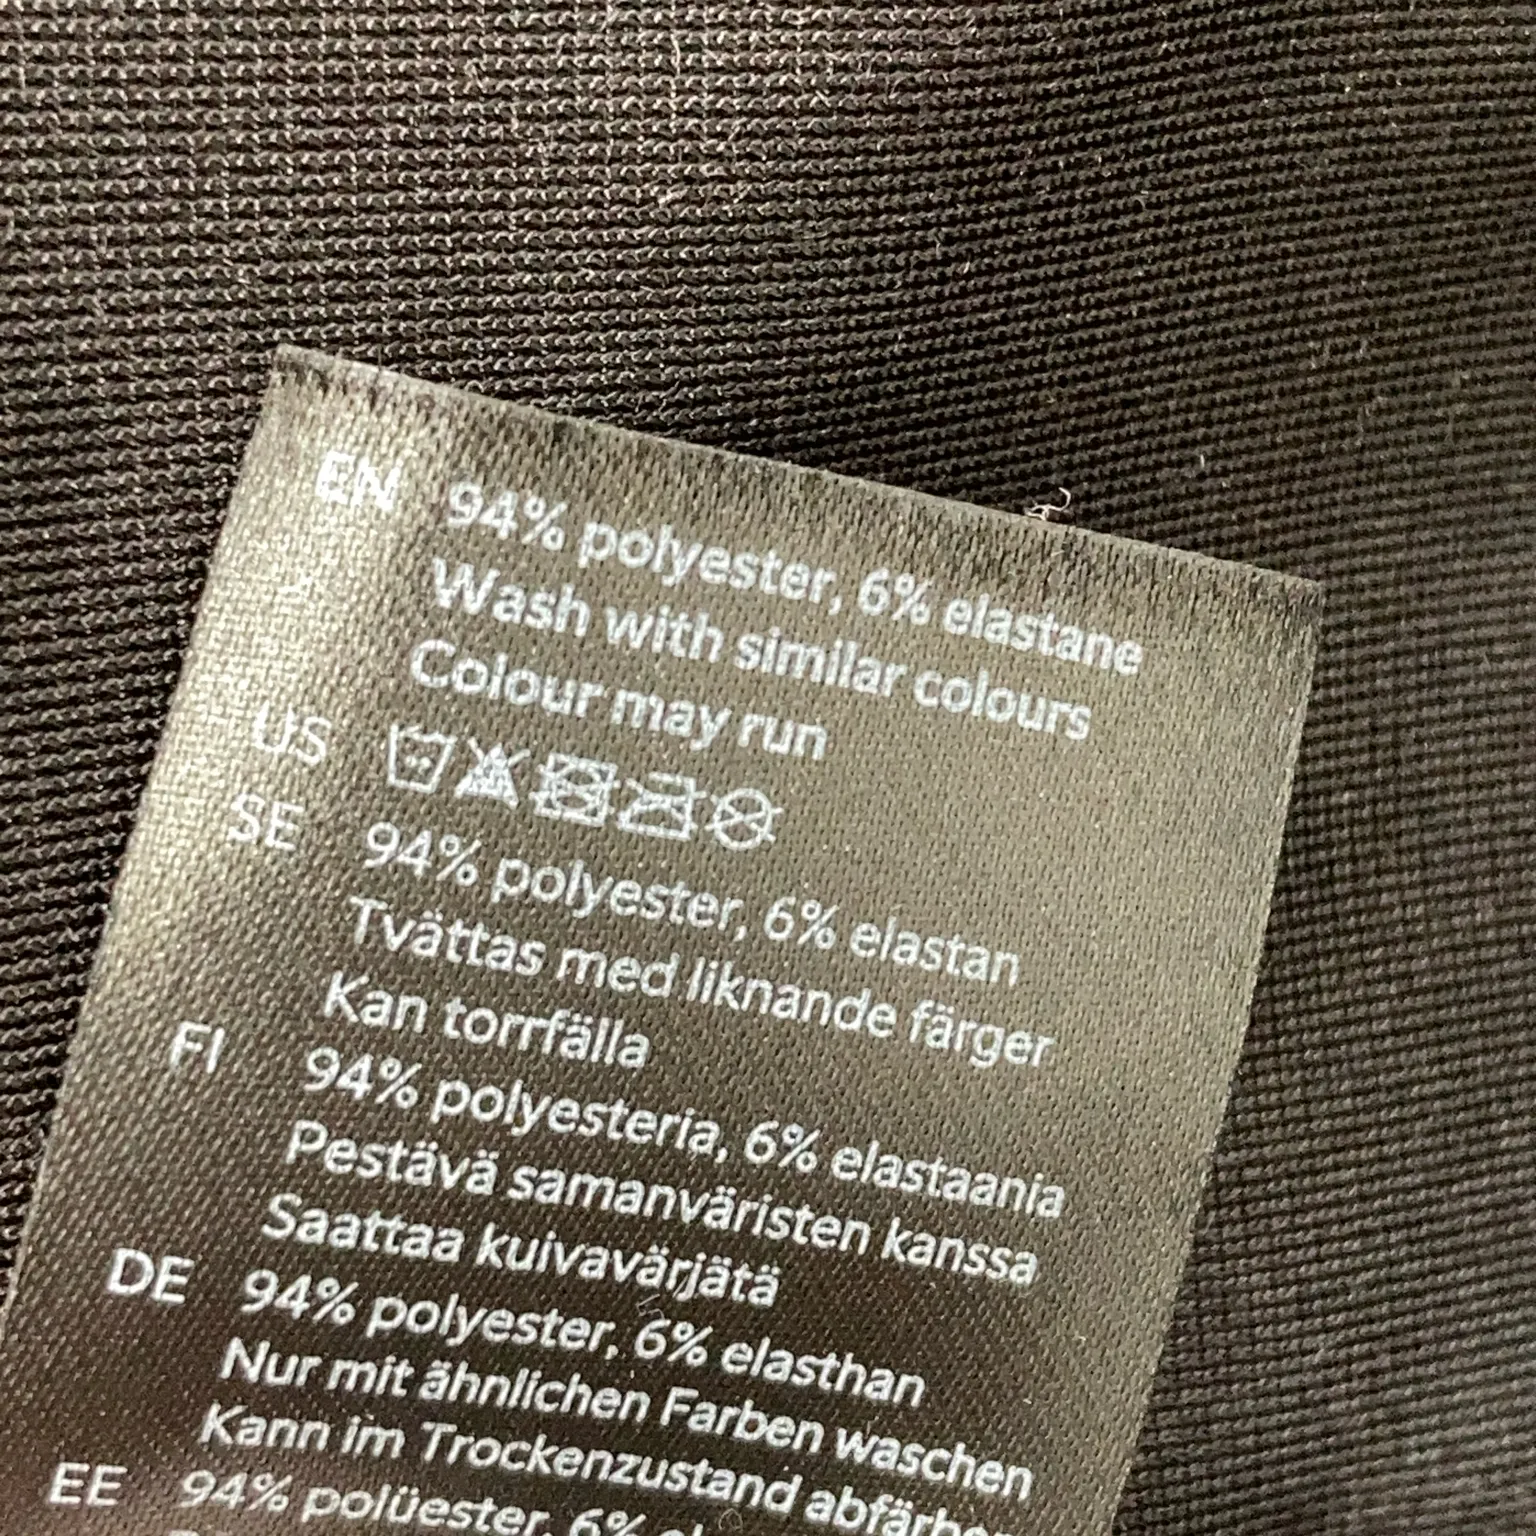 EN 94% polyester, 6% elastane
Wash with similar colours
Colour may run
US
SE 94% polyester, 6% elastan
Tvättas med liknande färger
Kan torrfälla
FI 94% polyesteria, 6% elastaania
Pestävä samanväristen kanssa
Saattaa kuivavärjätä
DE 94% polyester, 6% elasthan
Nur mit ähnlichen Farben waschen
Kann im Trockenzustand
EE 94% polüester, 6%